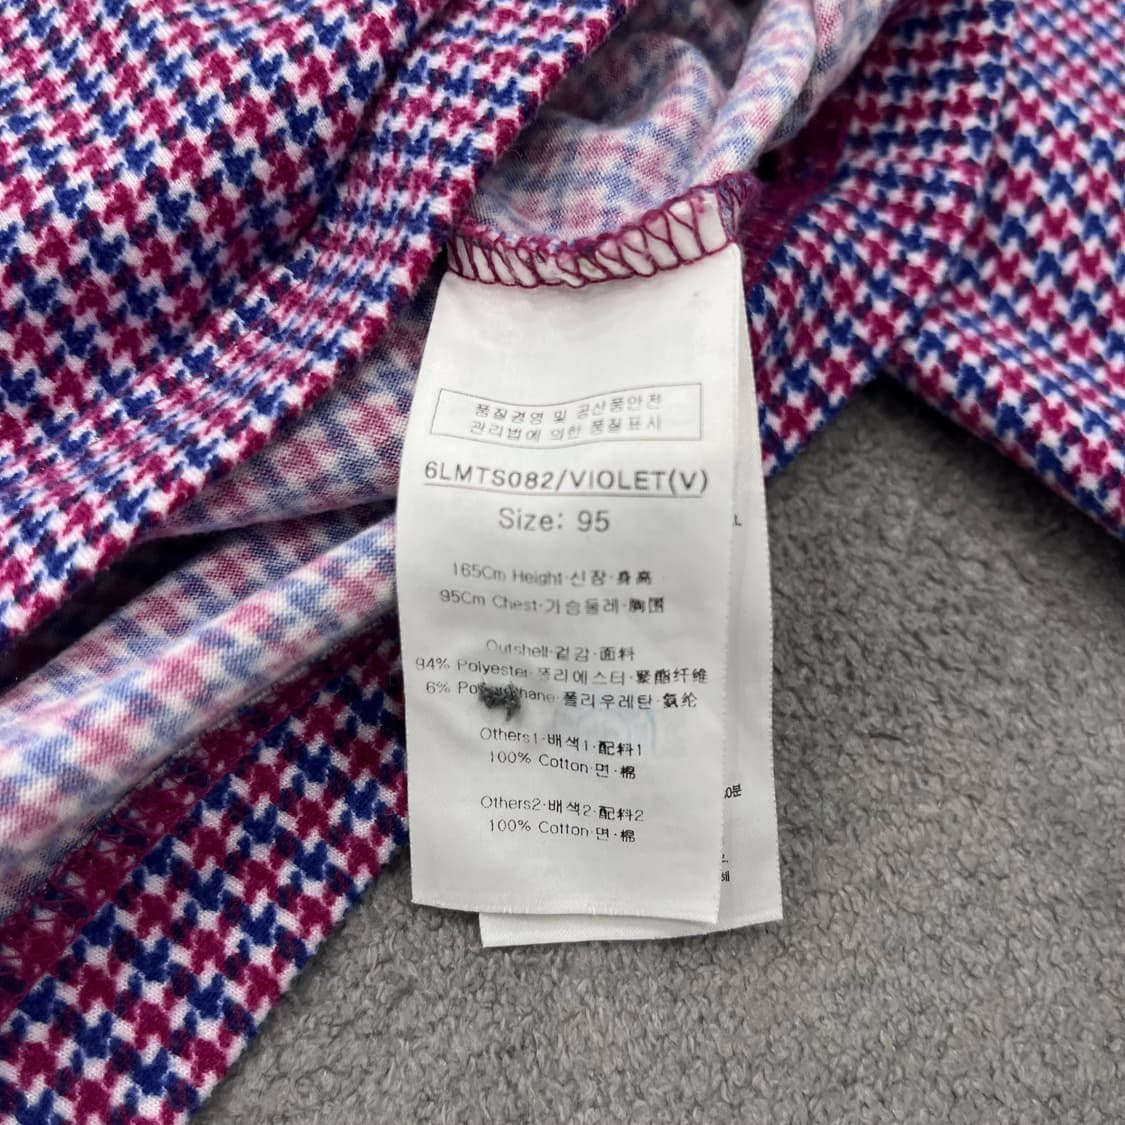 품질경영 및 공산품안전
관리법에 의한 품질표시
6LMTS082/VIOLET(V)
Size: 95
165Cm Height·신장·身高
95Cm Chest·가슴둘레·胸围
Outshell·겉감·面料
94% Polyester·폴리에스터·聚酯纤维
6% ·폴리우레탄·氨纶
Others1·배색1·配料1
100% Cotton·면·棉
Others2·배색2·配料2
100% Cotton·면·棉